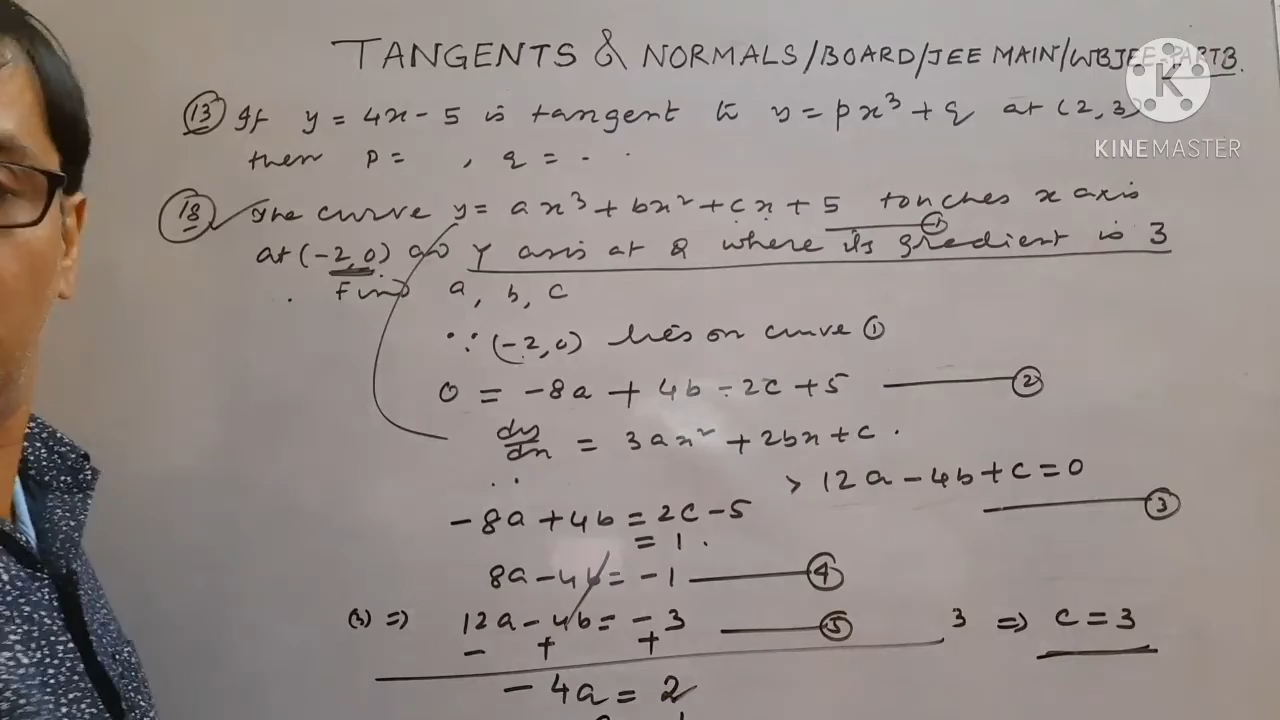 TANGENTS & NORMALS/BOARD/JEE MAIN/WBJEE-PART3.
K
KINEMASTER
(13) If y = 4x - 5 is tangent to y = px³ + q at (2,3)
then p = , q = - .
(18) The curve y = ax³ + bx² + cx + 5 touches x axis
(1)
at (-2,0) Y axis at Q where its gradient is 3
. Find a, b, c
∵ (-2,0) lies on curve (1)
0 = -8a + 4b - 2c + 5 (2)
dy/dx = 3ax² + 2bx + c .
12a - 4b + c = 0
(3)
-8a + 4b = 2c - 5
= 1 .
8a - 4b = -1 (4)
(3) ⇒ 12a - 4b = -3 (5) 3 ⇒ c = 3
- + +
-4a = 2